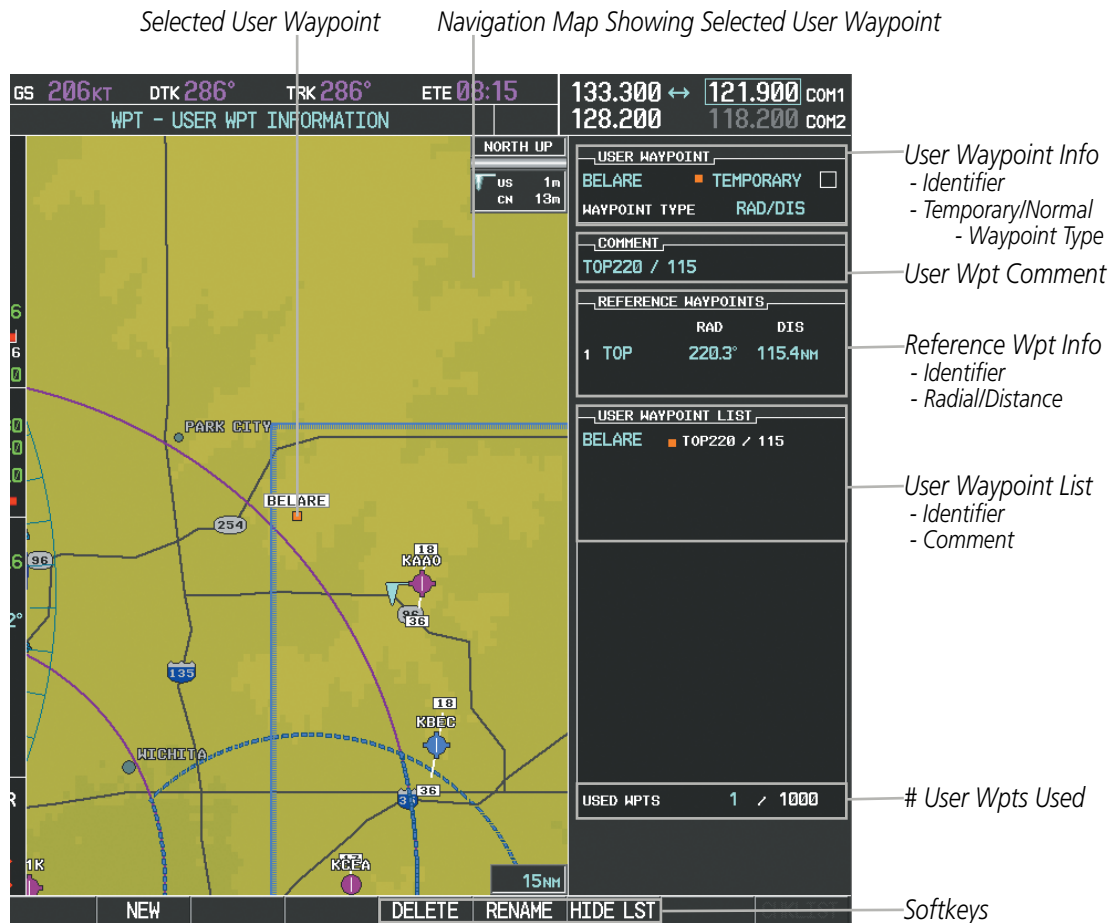 Selected User Waypoint
Navigation Map Showing Selected User Waypoint
GS 206KT DTK 286° TRK 286° ETE 08:15
133.300 ↔ 121.900 COM1
WPT - USER WPT INFORMATION
128.200 118.200 COM2
NORTH UP
US 1m
CN 13m
USER WAYPOINT
BELARE TEMPORARY
WAYPOINT TYPE RAD/DIS
COMMENT
TOP220 / 115
REFERENCE WAYPOINTS
RAD DIS
1 TOP 220.3° 115.4NM
USER WAYPOINT LIST
BELARE TOP220 / 115
USED WPTS 1 / 1000
User Waypoint Info
- Identifier
- Temporary/Normal
- Waypoint Type
User Wpt Comment
Reference Wpt Info
- Identifier
- Radial/Distance
User Waypoint List
- Identifier
- Comment
# User Wpts Used
Softkeys
PARK CITY
BELARE
254
96
18
KAAO
96
36
135
18
KBEC
WICHITA
36
35
1K
KCEA
15NM
NEW DELETE RENAME HIDE LST CHKLIST